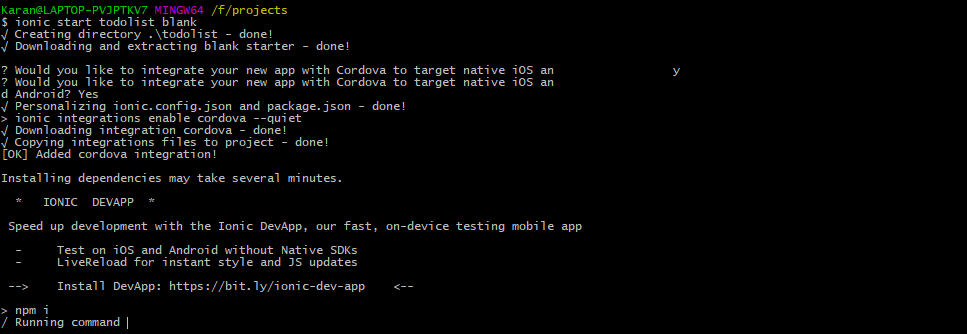 Karan@LAPTOP-PVJPTKV7 MINGW64 /f/projects
$ ionic start todolist blank
√ Creating directory .\todolist - done!
√ Downloading and extracting blank starter - done!
? Would you like to integrate your new app with Cordova to target native iOS an y
? Would you like to integrate your new app with Cordova to target native iOS an
d Android? Yes
√ Personalizing ionic.config.json and package.json - done!
> ionic integrations enable cordova --quiet
√ Downloading integration cordova - done!
√ Copying integrations files to project - done!
[OK] Added cordova integration!
Installing dependencies may take several minutes.
* IONIC DEVAPP *
Speed up development with the Ionic DevApp, our fast, on-device testing mobile app
- Test on iOS and Android without Native SDKs
- LiveReload for instant style and JS updates
--> Install DevApp: https://bit.ly/ionic-dev-app <--
> npm i
/ Running command